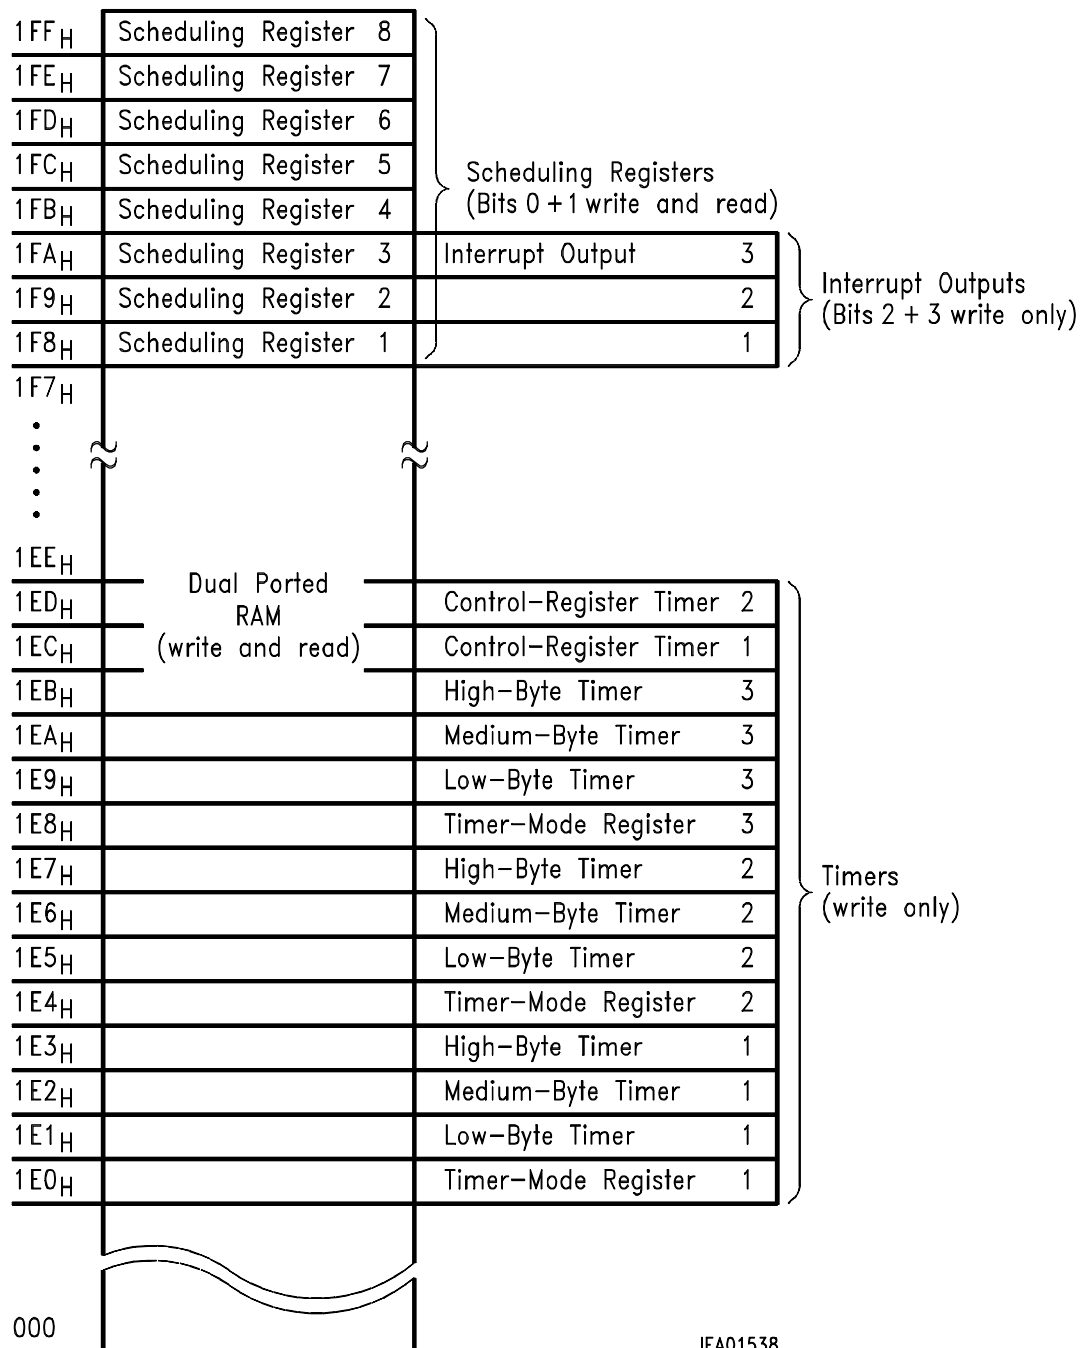 1FFH Scheduling Register 8
1FEH Scheduling Register 7
1FDH Scheduling Register 6
1FCH Scheduling Register 5
Scheduling Registers
1FBH Scheduling Register 4
(Bits 0+1 write and read)
1FAH Scheduling Register 3 Interrupt Output 3
1F9H Scheduling Register 2 2
Interrupt Outputs
(Bits 2 + 3 write only)
1F8H Scheduling Register 1 1
1F7H
1EEH
Dual Ported
RAM
(write and read)
1EDH Control-Register Timer 2
1ECH Control-Register Timer 1
1EBH High-Byte Timer 3
1EAH Medium-Byte Timer 3
1E9H Low-Byte Timer 3
1E8H Timer-Mode Register 3
1E7H High-Byte Timer 2
Timers
(write only)
1E6H Medium-Byte Timer 2
1E5H Low-Byte Timer 2
1E4H Timer-Mode Register 2
1E3H High-Byte Timer 1
1E2H Medium-Byte Timer 1
1E1H Low-Byte Timer 1
1E0H Timer-Mode Register 1
000